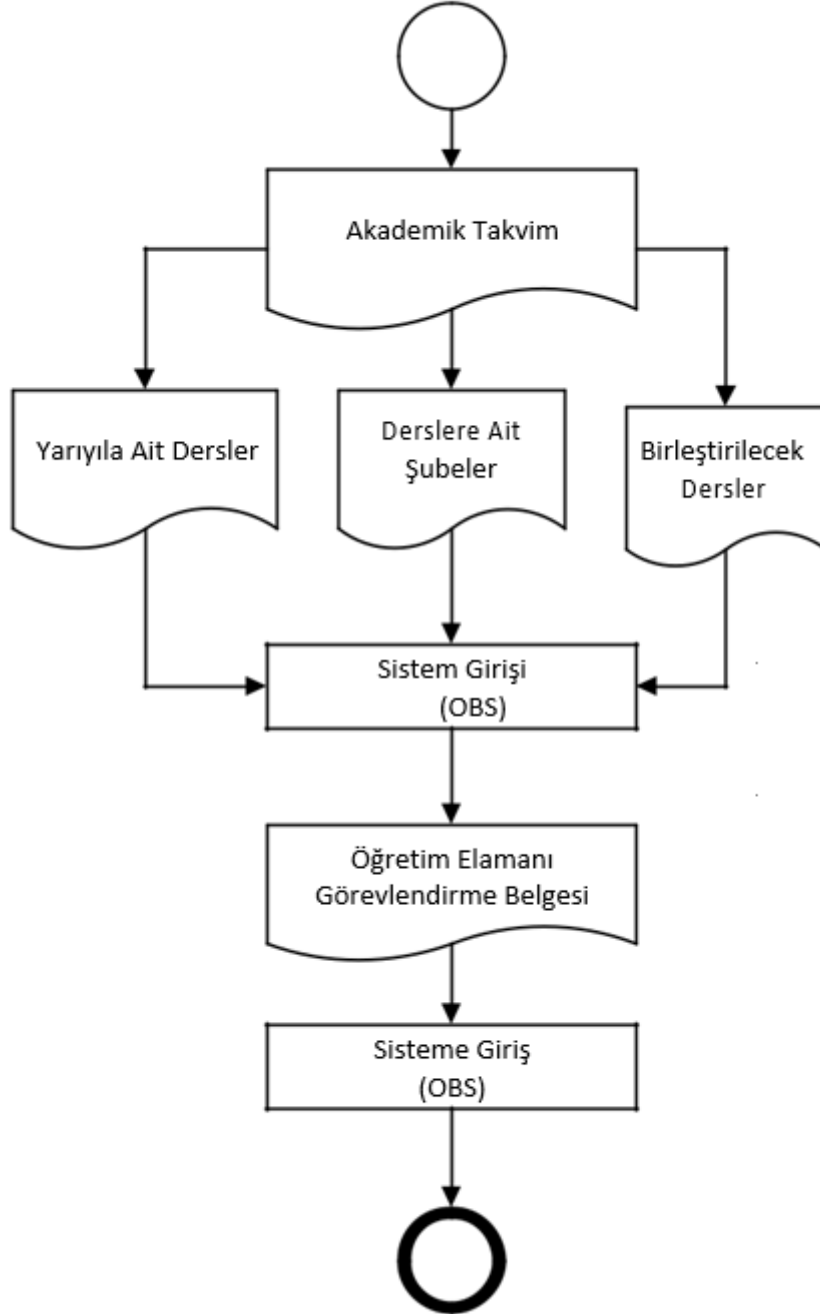 Akademik Takvim
Yarıyıla Ait Dersler
Derslere Ait
Şubeler
Birleştirilecek
Dersler
Sistem Girişi
(OBS)
Öğretim Elamanı
Görevlendirme Belgesi
Sisteme Giriş
(OBS)